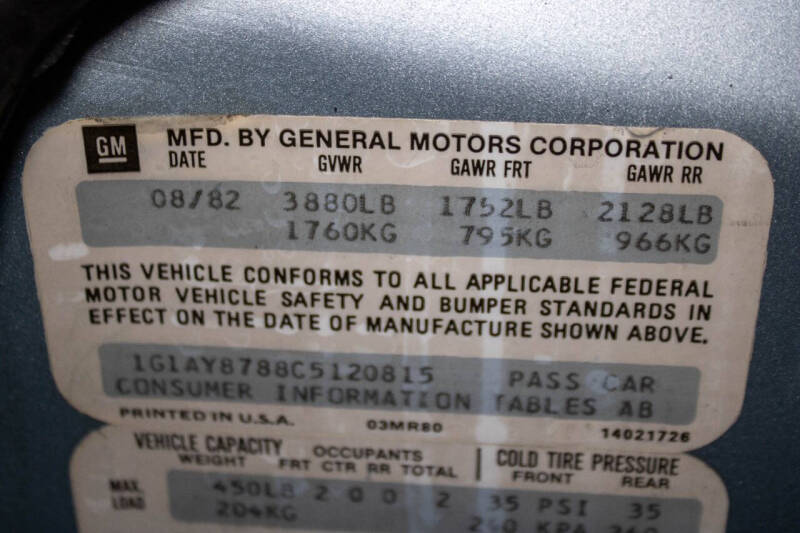 GM MFD. BY GENERAL MOTORS CORPORATION
DATE GVWR GAWR FRT GAWR RR
08/82 3880LB 1752LB 2128LB
1760KG 795KG 966KG
THIS VEHICLE CONFORMS TO ALL APPLICABLE FEDERAL
MOTOR VEHICLE SAFETY AND BUMPER STANDARDS IN
EFFECT ON THE DATE OF MANUFACTURE SHOWN ABOVE.
1G1AY8788C5120815 PASS CAR
CONSUMER INFORMATION TABLES AB
PRINTED IN U.S.A. 03MR80 14021726
VEHICLE CAPACITY OCCUPANTS COLD TIRE PRESSURE
WEIGHT FRT CTR RR TOTAL FRONT REAR
MAX. LOAD 450LB 2 0 0 2 35 PSI 35
204KG KPA